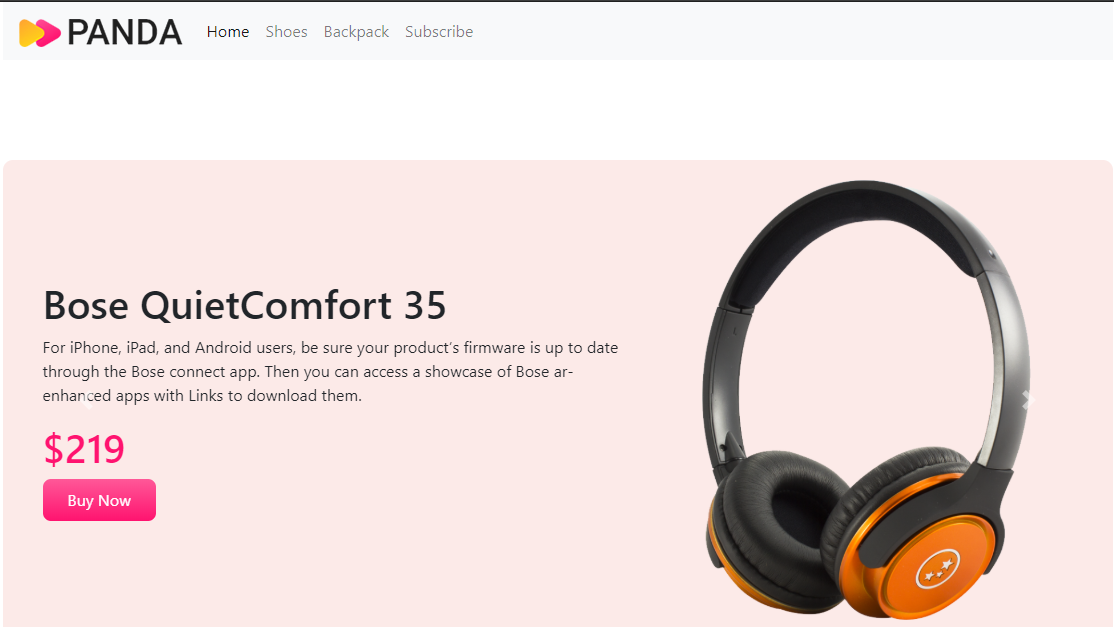 PANDA Home Shoes Backpack Subscribe
Bose QuietComfort 35
For iPhone, iPad, and Android users, be sure your product's firmware is up to date
through the Bose connect app. Then you can access a showcase of Bose ar-
enhanced apps with Links to download them.
$219
Buy Now